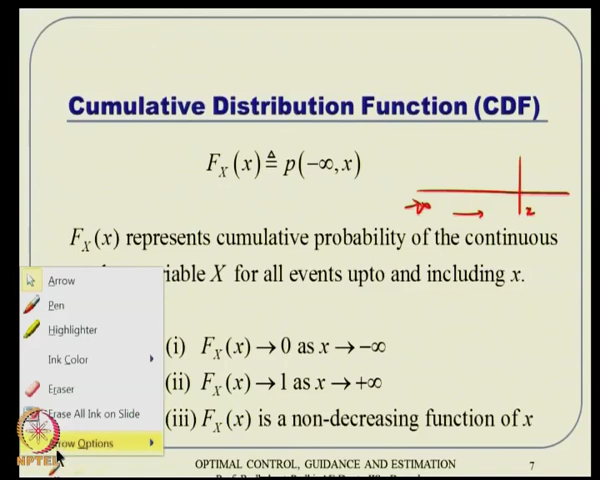 Cumulative Distribution Function (CDF)
F_X(x) ≜ p(−∞, x)
−∞ → x
F_X(x) represents cumulative probability of the continuous
variable X for all events upto and including x.
(i) F_X(x) → 0 as x → −∞
(ii) F_X(x) → 1 as x → +∞
(iii) F_X(x) is a non-decreasing function of x
Arrow
Pen
Highlighter
Ink Color
Eraser
Erase All Ink on Slide
Arrow Options
NPTEL
OPTIMAL CONTROL, GUIDANCE AND ESTIMATION 7